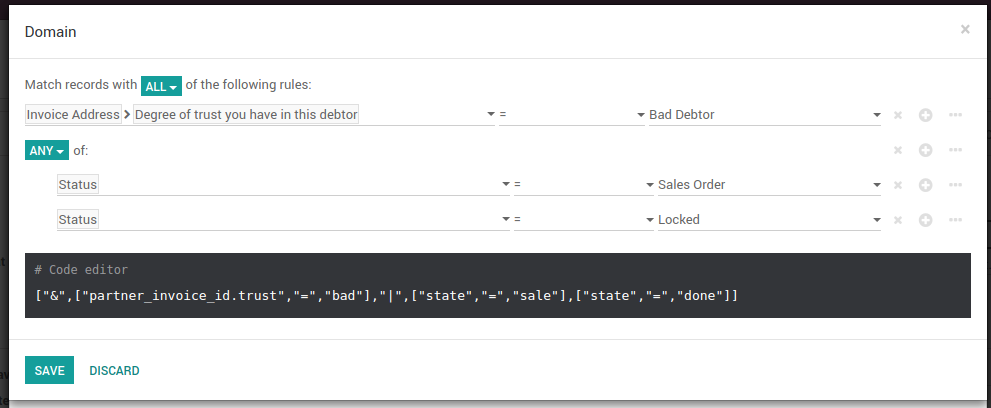 Domain ×
Match records with ALL of the following rules:
Invoice Address > Degree of trust you have in this debtor = Bad Debtor
ANY of:
Status = Sales Order
Status = Locked
# Code editor
["&",["partner_invoice_id.trust","=","bad"],"|",["state","=","sale"],["state","=","done"]]
SAVE DISCARD